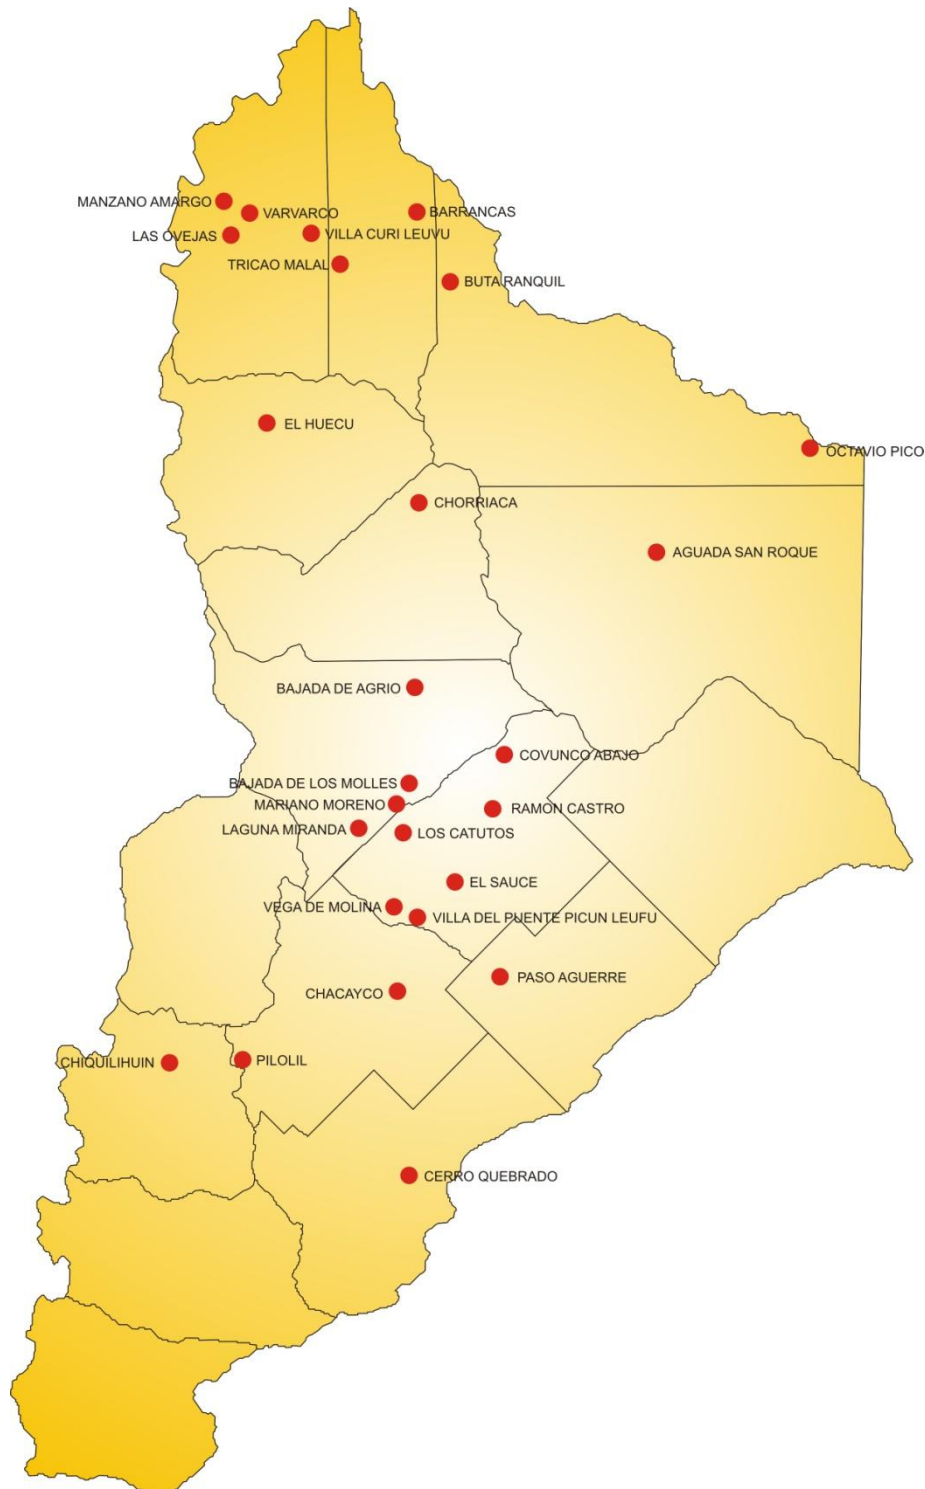 MANZANO AMARGO
VARVARCO
BARRANCAS
LAS OVEJAS
VILLA CURI LEUVU
TRICAO MALAL
BUTA RANQUIL
EL HUECU
OCTAVIO PICO
CHORRIACA
AGUADA SAN ROQUE
BAJADA DE AGRIO
COVUNCO ABAJO
BAJADA DE LOS MOLLES
MARIANO MORENO
RAMON CASTRO
LAGUNA MIRANDA
LOS CATUTOS
EL SAUCE
VEGA DE MOLINA
VILLA DEL PUENTE PICUN LEUFU
PASO AGUERRE
CHACAYCO
CHIQUILIHUIN
PILOLIL
CERRO QUEBRADO